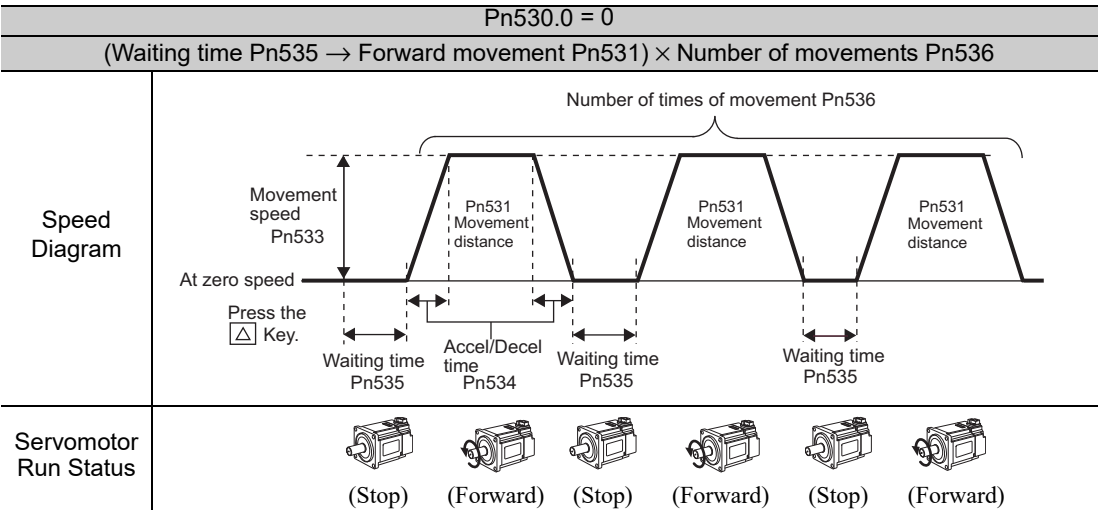 Pn530.0 = 0
(Waiting time Pn535 → Forward movement Pn531) × Number of movements Pn536
Speed
Diagram
Number of times of movement Pn536
Movement
speed
Pn533
Pn531
Movement
distance
Pn531
Movement
distance
Pn531
Movement
distance
At zero speed
Press the
△ Key.
Waiting time
Pn535
Accel/Decel
time
Pn534
Waiting time
Pn535
Waiting time
Pn535
Servomotor
Run Status
(Stop) (Forward) (Stop) (Forward) (Stop) (Forward)